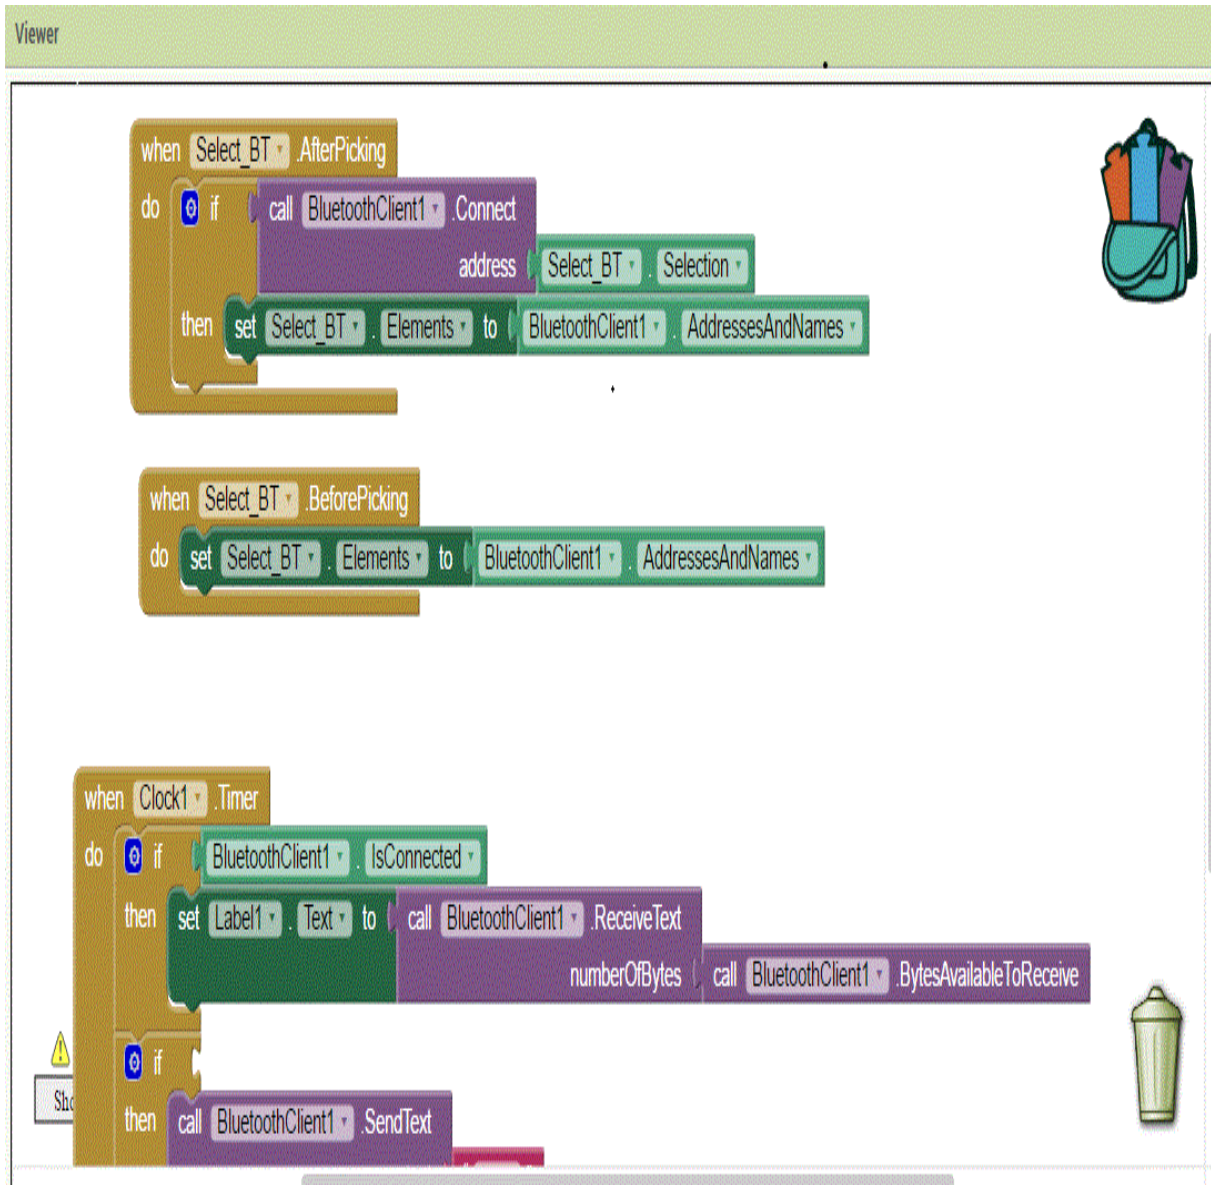 Viewer
when Select_BT .AfterPicking
do if call BluetoothClient1 .Connect
address Select_BT . Selection
then set Select_BT . Elements to BluetoothClient1 . AddressesAndNames
when Select_BT .BeforePicking
do set Select_BT . Elements to BluetoothClient1 . AddressesAndNames
when Clock1 .Timer
do if BluetoothClient1 . IsConnected
then set Label1 . Text to call BluetoothClient1 .ReceiveText
numberOfBytes call BluetoothClient1 .BytesAvailableToReceive
if
Sho
then call BluetoothClient1 .SendText